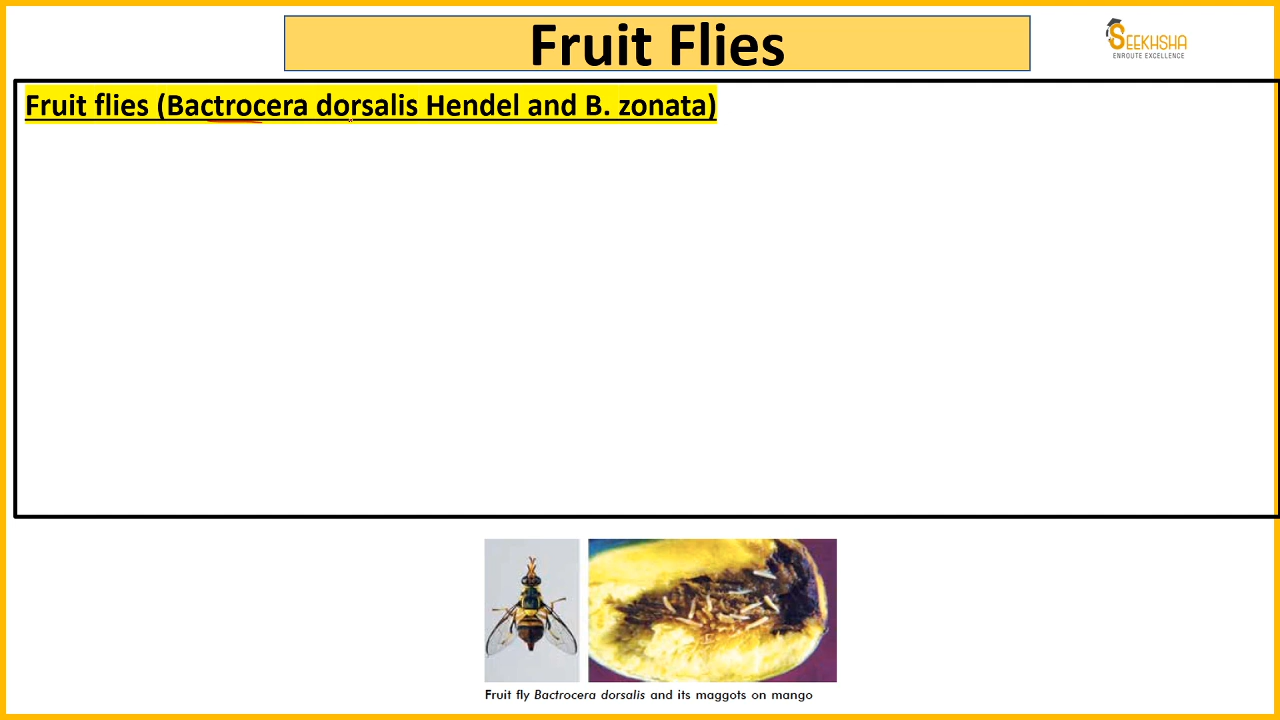 Fruit Flies
SEEKHSHA
ENROUTE EXCELLENCE
Fruit flies (Bactrocera dorsalis Hendel and B. zonata)
Fruit fly Bactrocera dorsalis and its maggots on mango